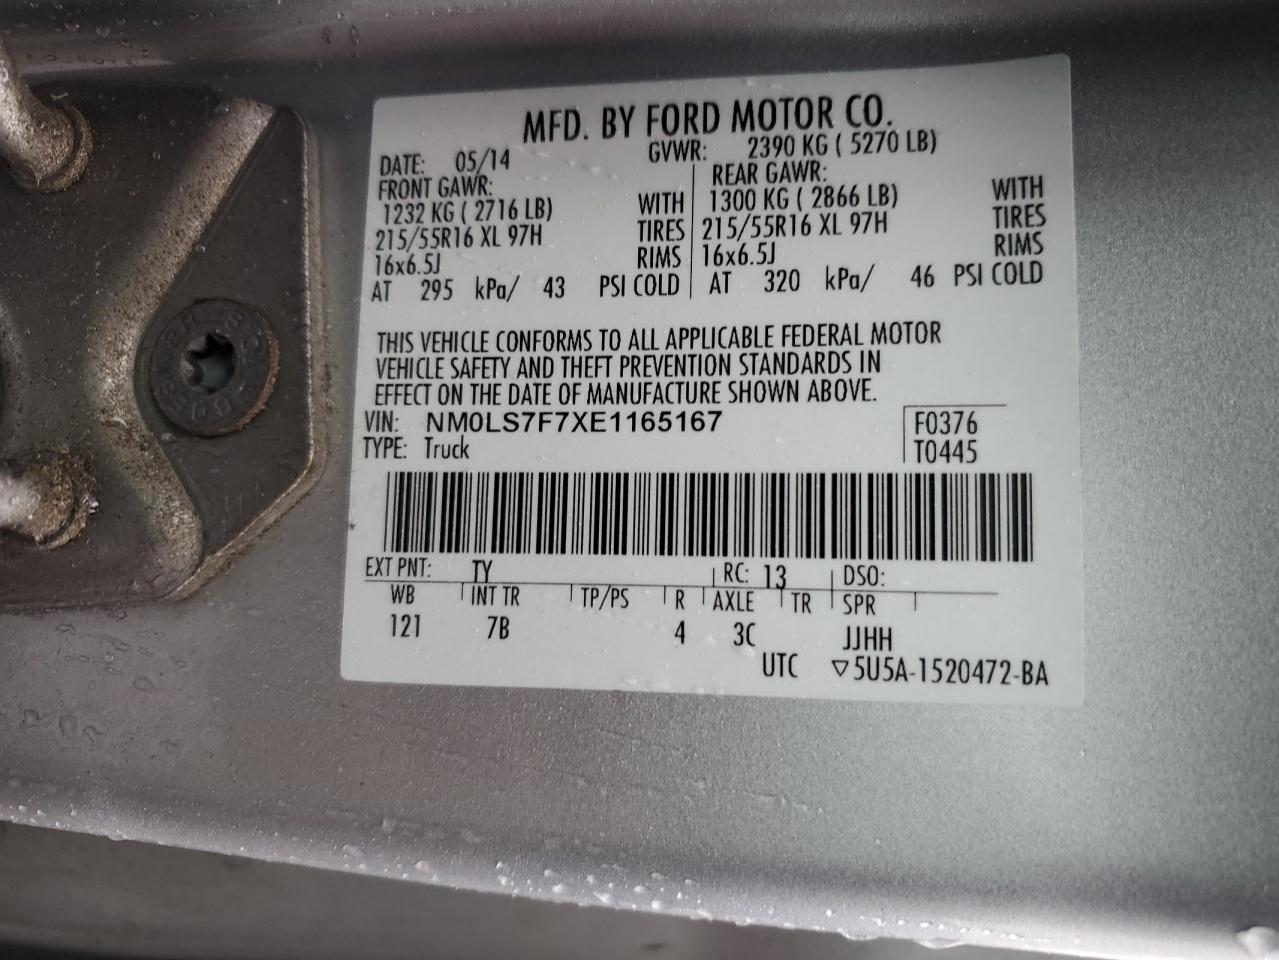 MFD. BY FORD MOTOR CO.
DATE: 05/14 GVWR: 2390 KG ( 5270 LB)
FRONT GAWR: REAR GAWR:
1232 KG ( 2716 LB) WITH 1300 KG ( 2866 LB) WITH
215/55R16 XL 97H TIRES 215/55R16 XL 97H TIRES
16x6.5J RIMS 16x6.5J RIMS
AT 295 kPa/ 43 PSI COLD AT 320 kPa/ 46 PSI COLD
THIS VEHICLE CONFORMS TO ALL APPLICABLE FEDERAL MOTOR
VEHICLE SAFETY AND THEFT PREVENTION STANDARDS IN
EFFECT ON THE DATE OF MANUFACTURE SHOWN ABOVE.
VIN: NM0LS7F7XE1165167 F0376
TYPE: Truck T0445
EXT PNT: TY RC: 13 DSO:
WB INT TR TP/PS R AXLE TR SPR
121 7B 4 3C JJHH
UTC ▽5U5A-1520472-BA